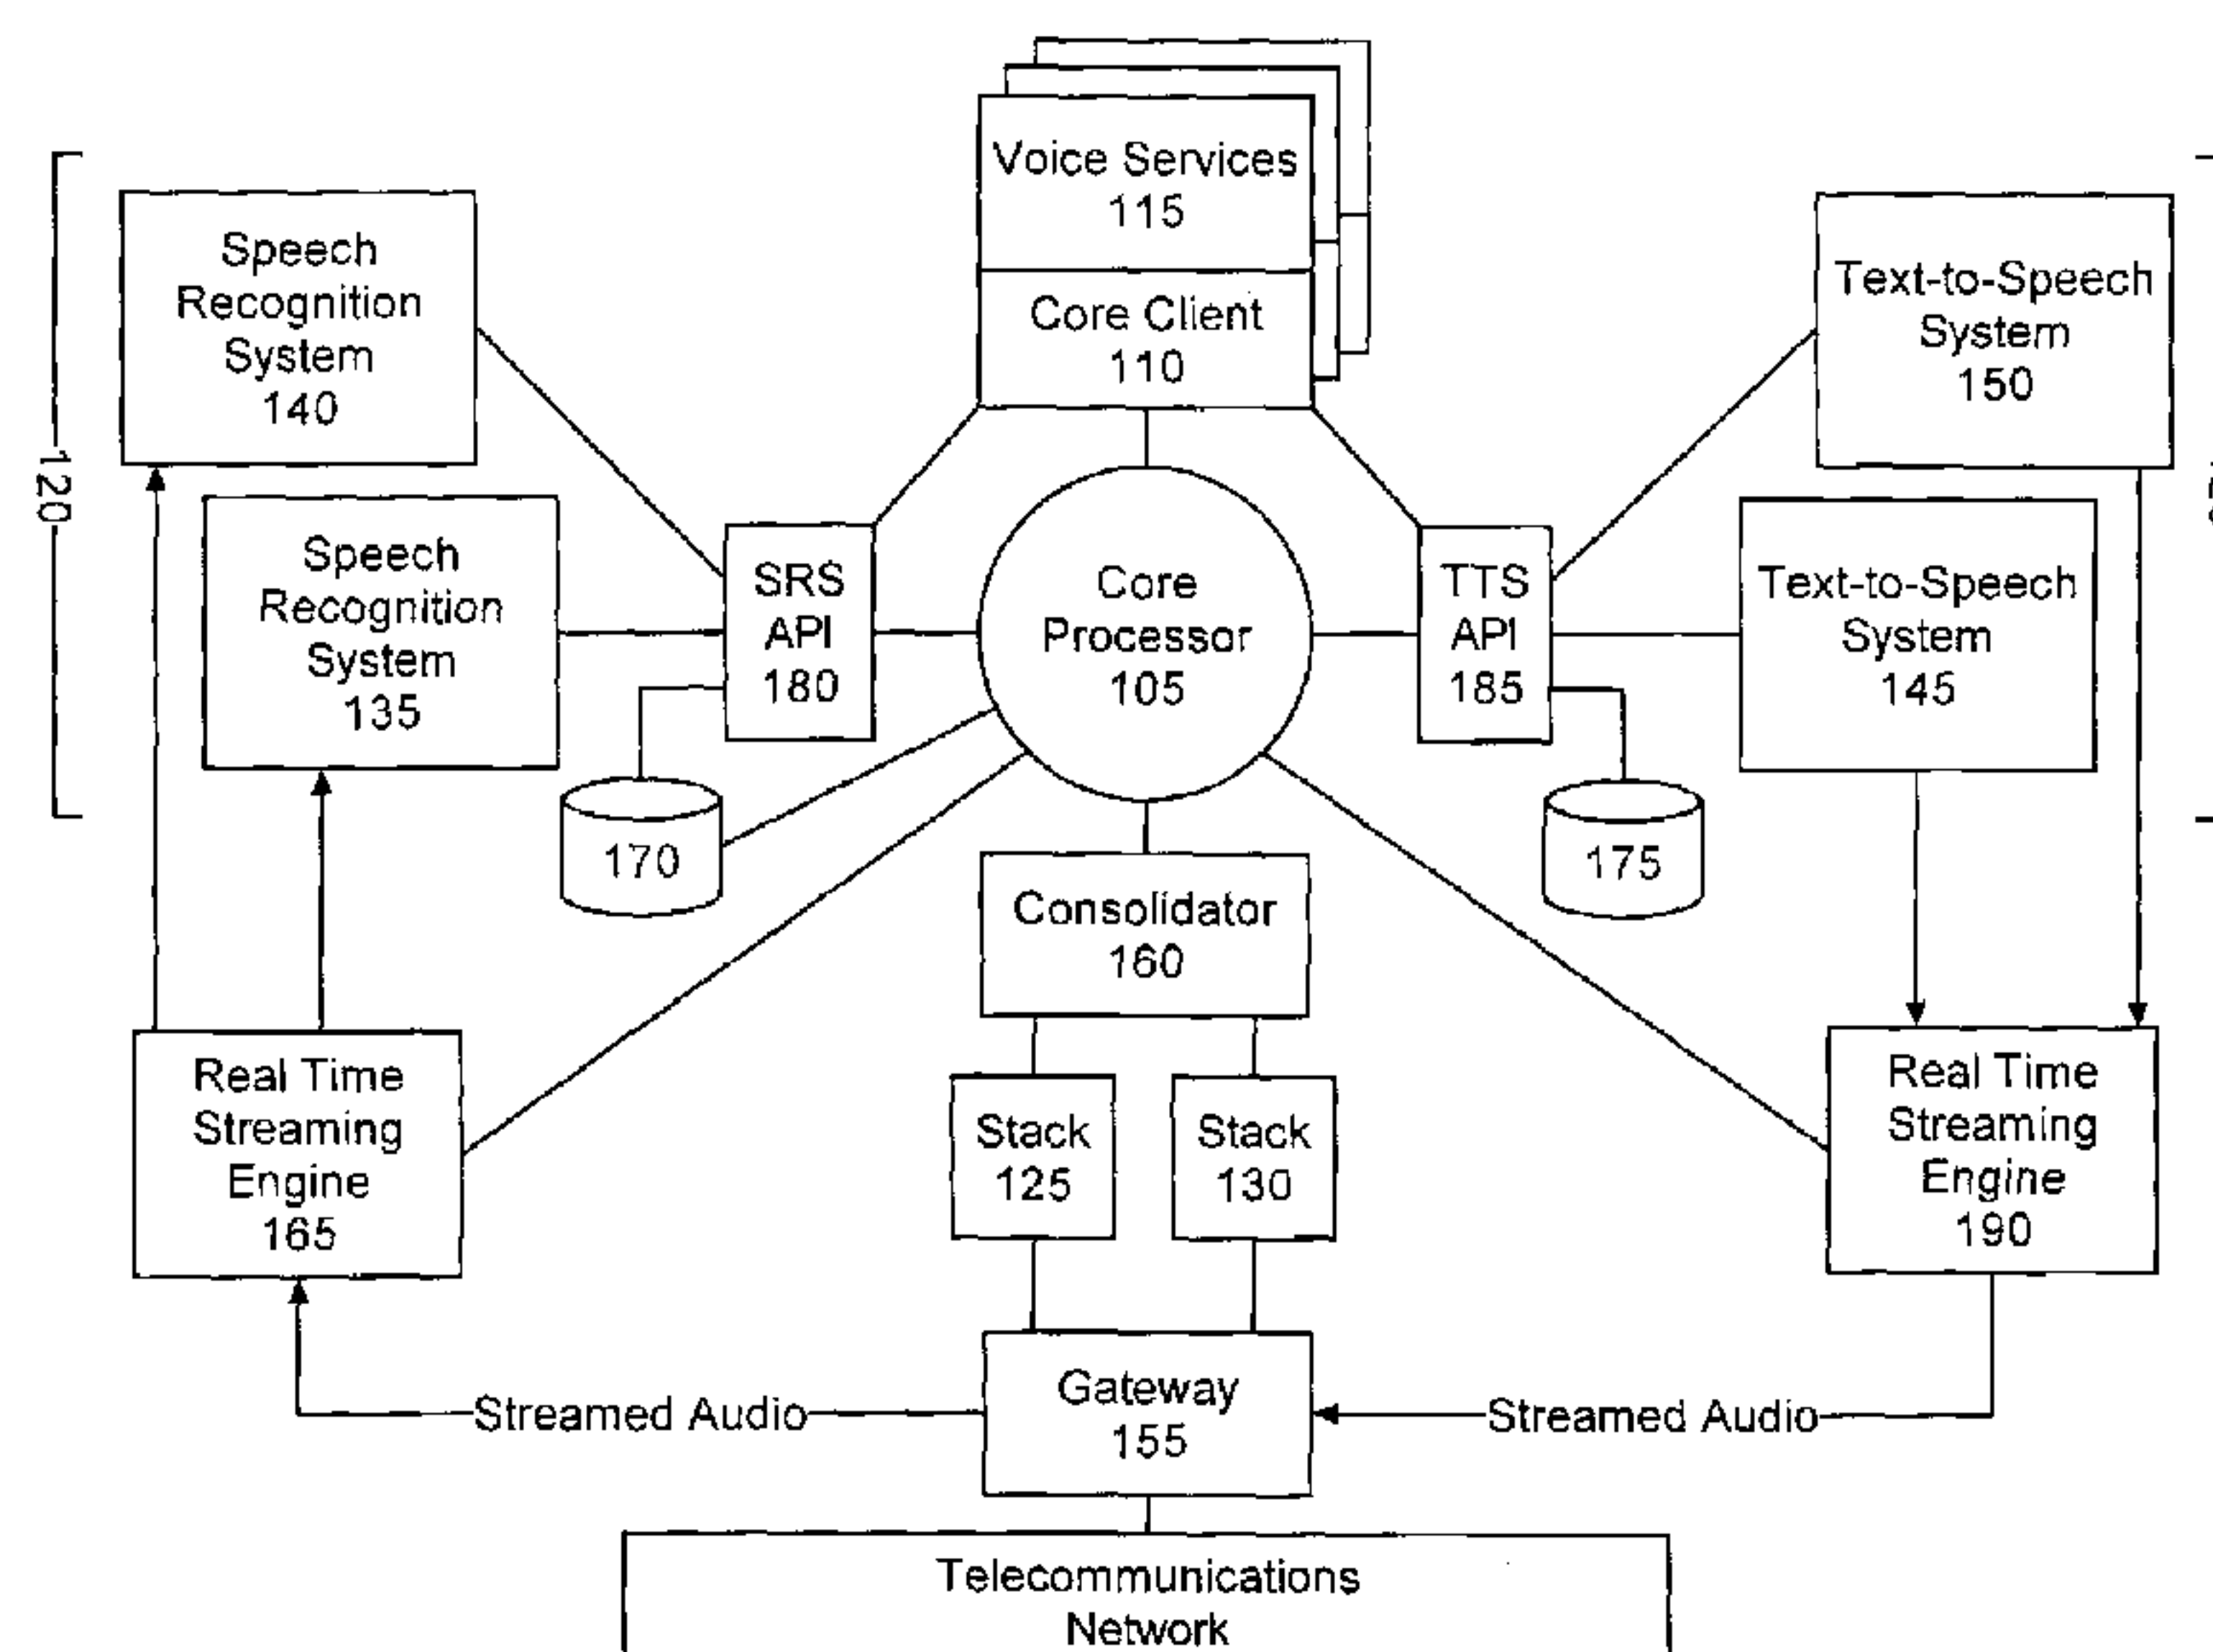 Voice Services
115
Core Client
110
Speech
Recognition
System
140
120
Speech
Recognition
System
135
SRS
API
180
Core
Processor
105
TTS
API
185
Text-to-Speech
System
150
Text-to-Speech
System
145
170
175
Consolidator
160
Real Time
Streaming
Engine
165
Stack
125
Stack
130
Real Time
Streaming
Engine
190
Streamed Audio
Gateway
155
Streamed Audio
Telecommunications
Network